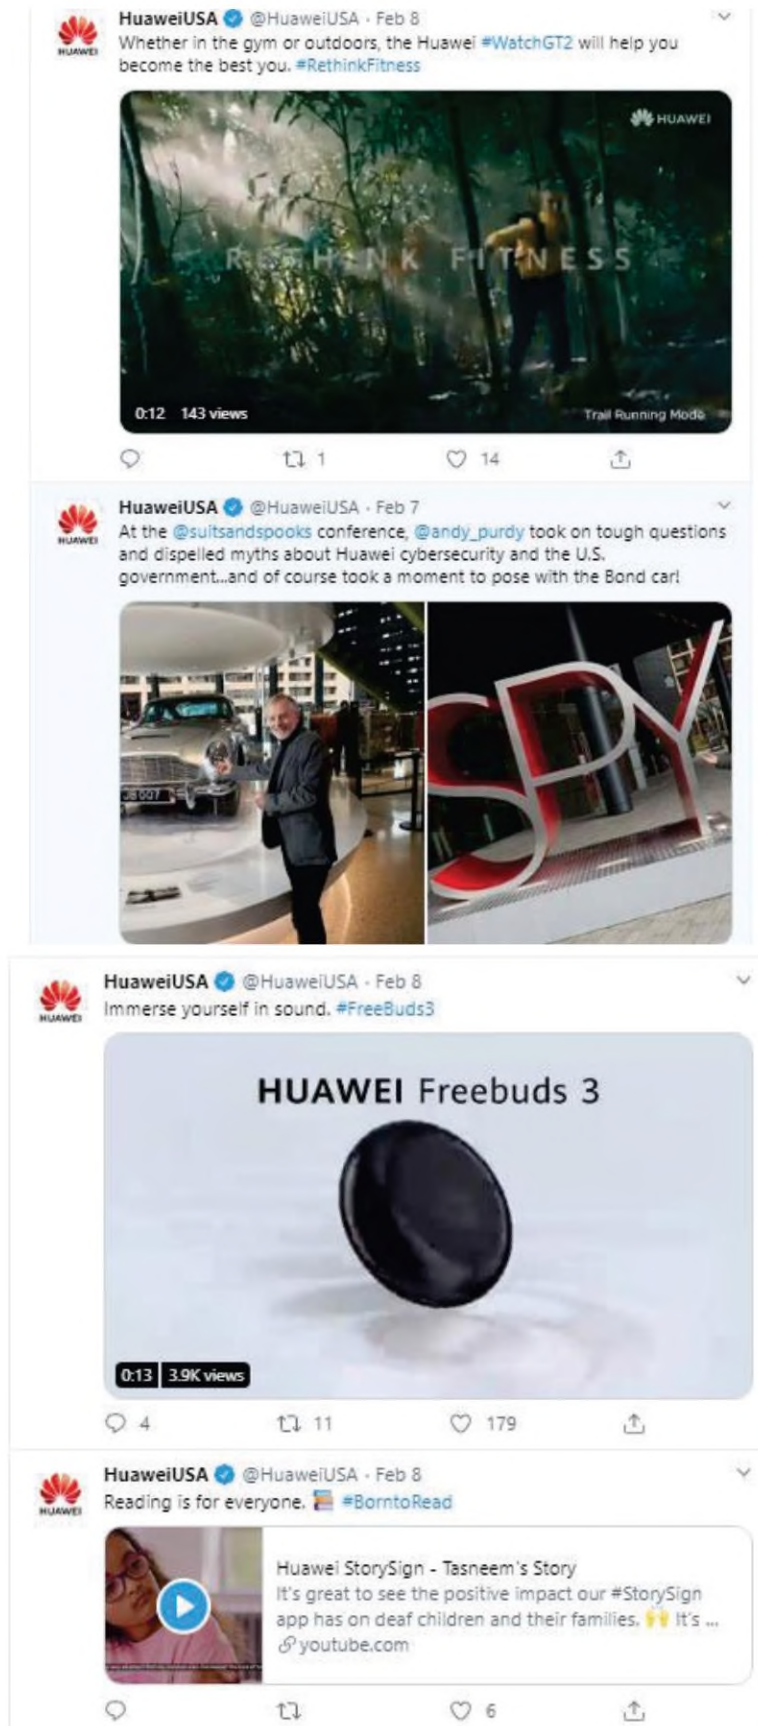 HuaweiUSA @HuaweiUSA · Feb 8
HUAWEI
Whether in the gym or outdoors, the Huawei #WatchGT2 will help you
become the best you. #RethinkFitness
HUAWEI
RETHINK FITNESS
0:12 143 views
Trail Running Mode
1 14
HuaweiUSA @HuaweiUSA · Feb 7
HUAWEI
At the @suitsandspooks conference, @andy_purdy took on tough questions
and dispelled myths about Huawei cybersecurity and the U.S.
government...and of course took a moment to pose with the Bond car!
SPY
HuaweiUSA @HuaweiUSA · Feb 8
HUAWEI
Immerse yourself in sound. #FreeBuds3
HUAWEI Freebuds 3
0:13 3.9K views
4 11 179
HuaweiUSA @HuaweiUSA · Feb 8
HUAWEI
Reading is for everyone. 📚 #BorntoRead
Huawei StorySign - Tasneem's Story
It's great to see the positive impact our #StorySign
app has on deaf children and their families. 🙌 It's ...
youtube.com
6